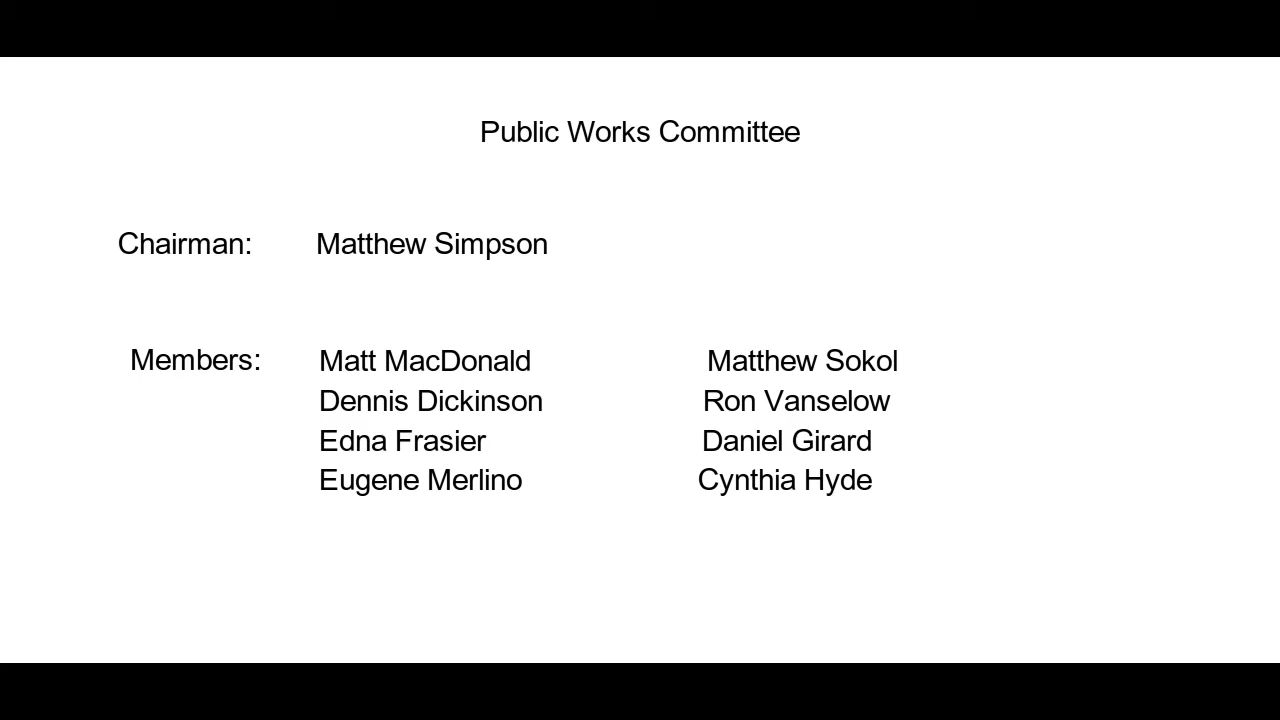 Public Works Committee
Chairman: Matthew Simpson
Members: Matt MacDonald Matthew Sokol
Dennis Dickinson Ron Vanselow
Edna Frasier Daniel Girard
Eugene Merlino Cynthia Hyde